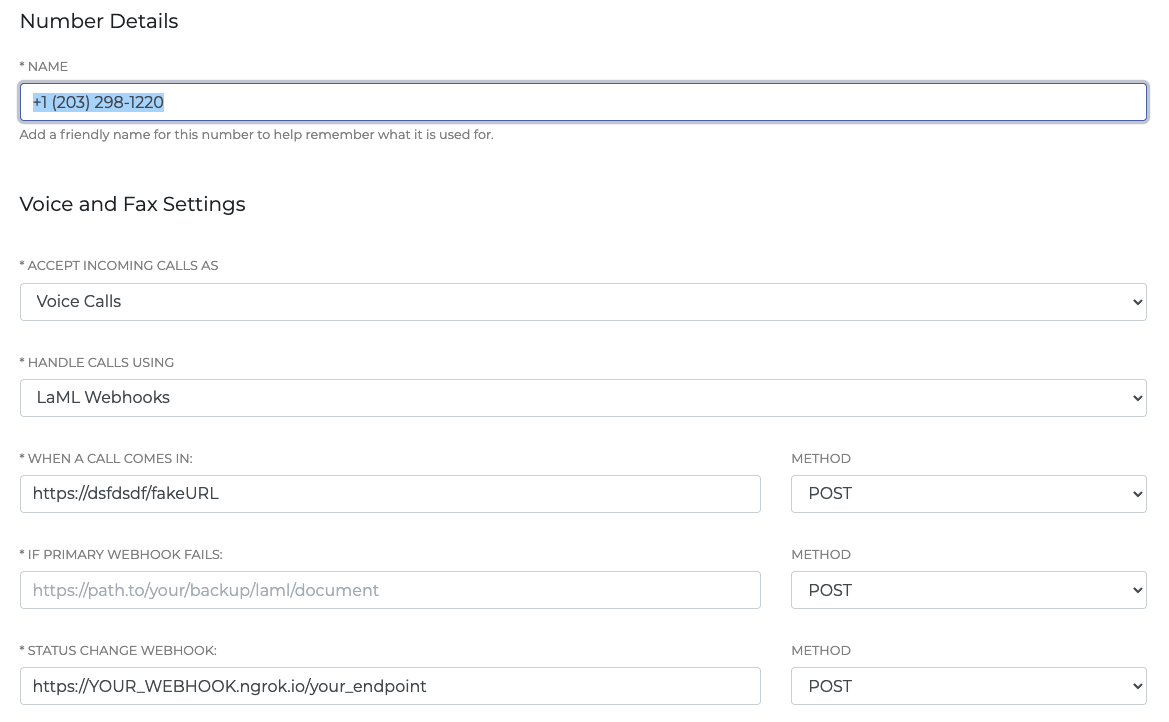 Number Details
* NAME
+1 (203) 298-1220
Add a friendly name for this number to help remember what it is used for.
Voice and Fax Settings
* ACCEPT INCOMING CALLS AS
Voice Calls
* HANDLE CALLS USING
LaML Webhooks
* WHEN A CALL COMES IN: METHOD
https://dsfdsdf/fakeURL POST
* IF PRIMARY WEBHOOK FAILS: METHOD
https://path.to/your/backup/laml/document POST
* STATUS CHANGE WEBHOOK: METHOD
https://YOUR_WEBHOOK.ngrok.io/your_endpoint POST